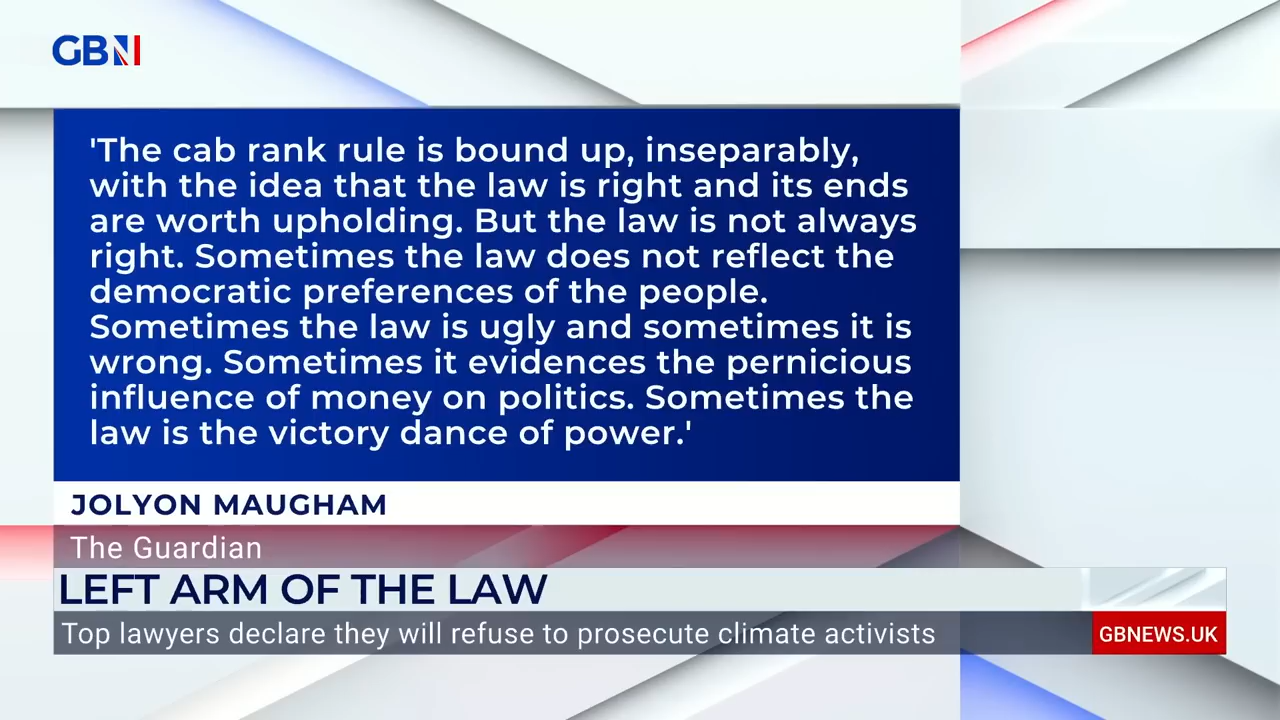 GBN
'The cab rank rule is bound up, inseparably,
with the idea that the law is right and its ends
are worth upholding. But the law is not always
right. Sometimes the law does not reflect the
democratic preferences of the people.
Sometimes the law is ugly and sometimes it is
wrong. Sometimes it evidences the pernicious
influence of money on politics. Sometimes the
law is the victory dance of power.'
JOLYON MAUGHAM
The Guardian
LEFT ARM OF THE LAW
Top lawyers declare they will refuse to prosecute climate activists
GBNEWS.UK